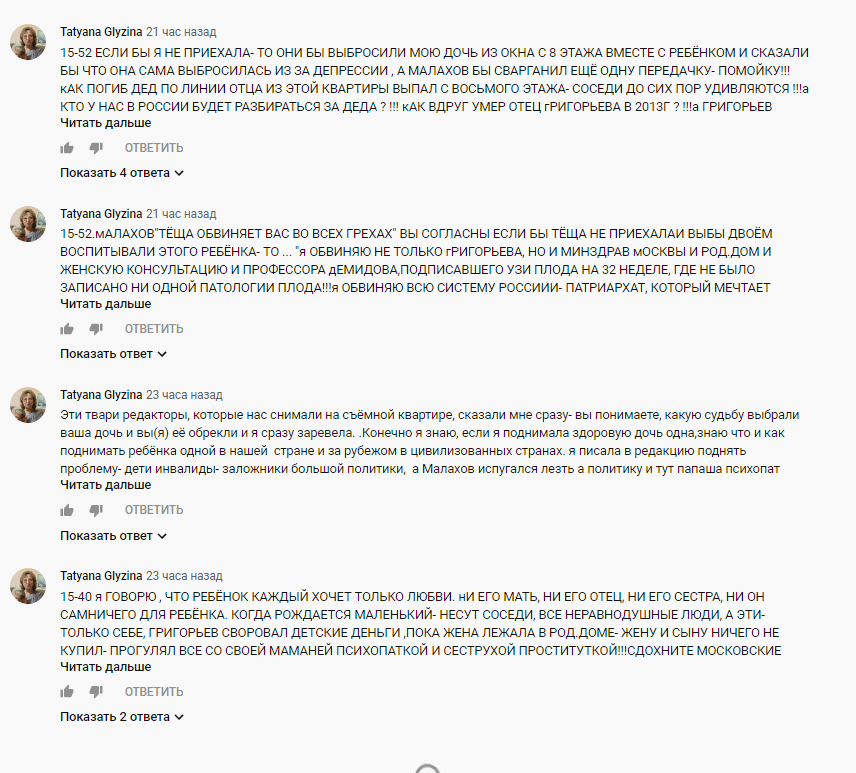 Tatyana Glyzina 21 час назад
15-52 ЕСЛИ БЫ Я НЕ ПРИЕХАЛА- ТО ОНИ БЫ ВЫБРОСИЛИ МОЮ ДОЧЬ ИЗ ОКНА С 8 ЭТАЖА ВМЕСТЕ С РЕБЁНКОМ И СКАЗАЛИ
БЫ ЧТО ОНА САМА ВЫБРОСИЛАСЬ ИЗ ЗА ДЕПРЕССИИ , А МАЛАХОВ БЫ СВАРГАНИЛ ЕЩЁ ОДНУ ПЕРЕДАЧКУ- ПОМОЙКУ!!!
кАК ПОГИБ ДЕД ПО ЛИНИИ ОТЦА ИЗ ЭТОЙ КВАРТИРЫ ВЫПАЛ С ВОСЬМОГО ЭТАЖА- СОСЕДИ ДО СИХ ПОР УДИВЛЯЮТСЯ !!!а
КТО У НАС В РОССИИ БУДЕТ РАЗБИРАТЬСЯ ЗА ДЕДА ? !!! кАК ВДРУГ УМЕР ОТЕЦ гРИГОРЬЕВА В 2013Г ? !!!а ГРИГОРЬЕВ
Читать дальше
ОТВЕТИТЬ
Показать 4 ответа
Tatyana Glyzina 21 час назад
15-52.мАЛАХОВ"ТЁЩА ОБВИНЯЕТ ВАС ВО ВСЕХ ГРЕХАХ" ВЫ СОГЛАСНЫ ЕСЛИ БЫ ТЁЩА НЕ ПРИЕХАЛАИ ВЫБЫ ДВОЁМ
ВОСПИТЫВАЛИ ЭТОГО РЕБЁНКА- ТО ... "я ОБВИНЯЮ НЕ ТОЛЬКО гРИГОРЬЕВА, НО И МИНЗДРАВ мОСКВЫ И РОД.ДОМ И
ЖЕНСКУЮ КОНСУЛЬТАЦИЮ И ПРОФЕССОРА дЕМИДОВА,ПОДПИСАВШЕГО УЗИ ПЛОДА НА 32 НЕДЕЛЕ, ГДЕ НЕ БЫЛО
ЗАПИСАНО НИ ОДНОЙ ПАТОЛОГИИ ПЛОДА!!!я ОБВИНЯЮ ВСЮ СИСТЕМУ РОССИИИ- ПАТРИАРХАТ, КОТОРЫЙ МЕЧТАЕТ
Читать дальше
ОТВЕТИТЬ
Показать ответ
Tatyana Glyzina 23 часа назад
Эти твари редакторы, которые нас снимали на съёмной квартире, сказали мне сразу- вы понимаете, какую судьбу выбрали
ваша дочь и вы(я) её обрекли и я сразу заревела. .Конечно я знаю, если я поднимала здоровую дочь одна,знаю что и как
поднимать ребёнка одной в нашей стране и за рубежом в цивилизованных странах. я писала в редакцию поднять
проблему- дети инвалиды- заложники большой политики, а Малахов испугался лезть а политику и тут папаша психопат
Читать дальше
ОТВЕТИТЬ
Показать ответ
Tatyana Glyzina 23 часа назад
15-40 я ГОВОРЮ , ЧТО РЕБЁНОК КАЖДЫЙ ХОЧЕТ ТОЛЬКО ЛЮБВИ. нИ ЕГО МАТЬ, НИ ЕГО ОТЕЦ, НИ ЕГО СЕСТРА, НИ ОН
САМНИЧЕГО ДЛЯ РЕБЁНКА. КОГДА РОЖДАЕТСЯ МАЛЕНЬКИЙ- НЕСУТ СОСЕДИ, ВСЕ НЕРАВНОДУШНЫЕ ЛЮДИ, А ЭТИ-
ТОЛЬКО СЕБЕ, ГРИГОРЬЕВ СВОРОВАЛ ДЕТСКИЕ ДЕНЬГИ ,ПОКА ЖЕНА ЛЕЖАЛА В РОД.ДОМЕ- ЖЕНУ И СЫНУ НИЧЕГО НЕ
КУПИЛ- ПРОГУЛЯЛ ВСЕ СО СВОЕЙ МАМАНЕЙ ПСИХОПАТКОЙ И СЕСТРУХОЙ ПРОСТИТУТКОЙ!!!СДОХНИТЕ МОСКОВСКИЕ
Читать дальше
ОТВЕТИТЬ
Показать 2 ответа